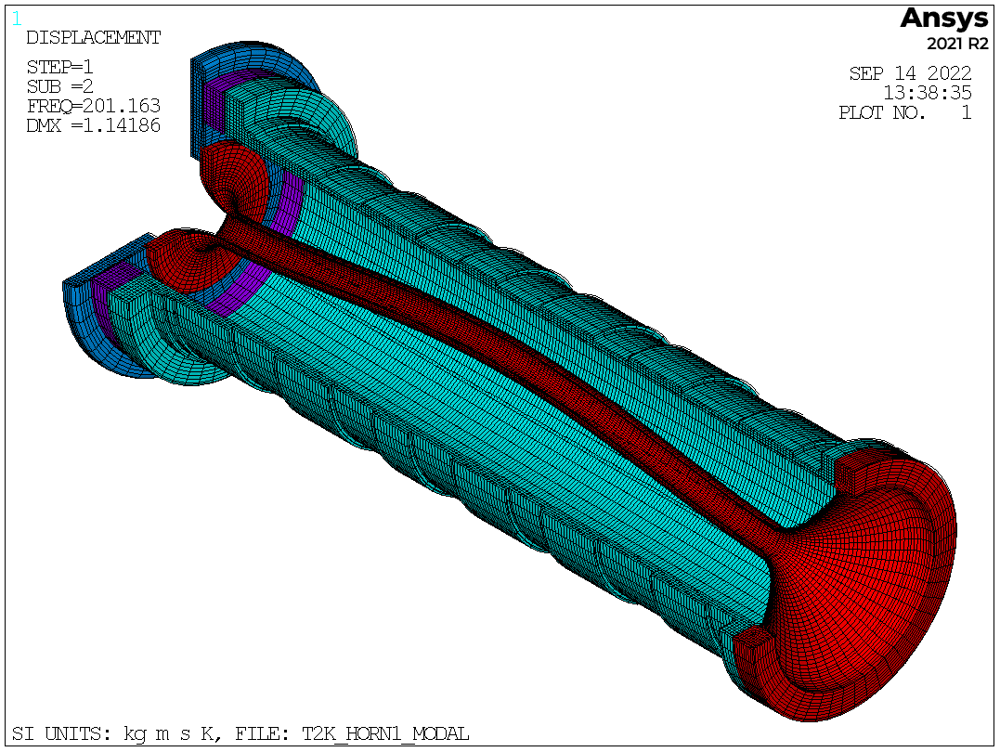 1
DISPLACEMENT
STEP=1
SUB =2
FREQ=201.163
DMX =1.14186
Ansys
2021 R2
SEP 14 2022
13:38:35
PLOT NO. 1
SI UNITS: kg m s K, FILE: T2K_HORN1_MODAL